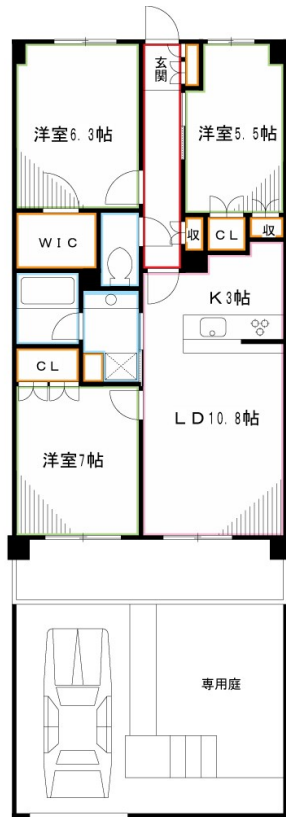 玄関
洋室6.3帖
洋室5.5帖
WIC
収
CL
収
K3帖
CL
LD10.8帖
洋室7帖
専用庭